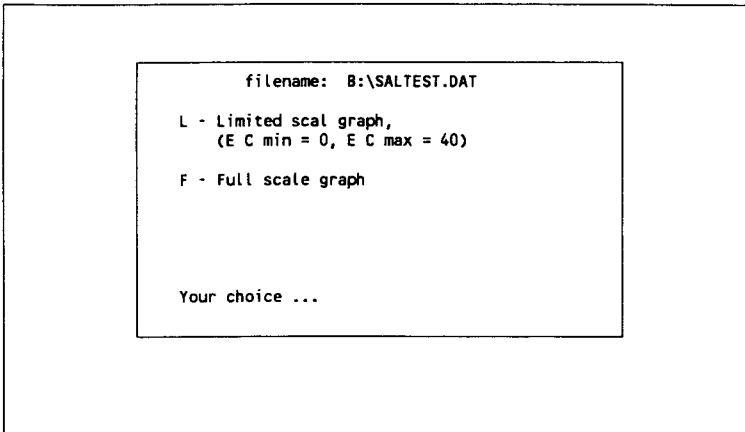 filename: B:\SALTEST.DAT
L - Limited scal graph,
(E C min = 0, E C max = 40)
F - Full scale graph
Your choice ...